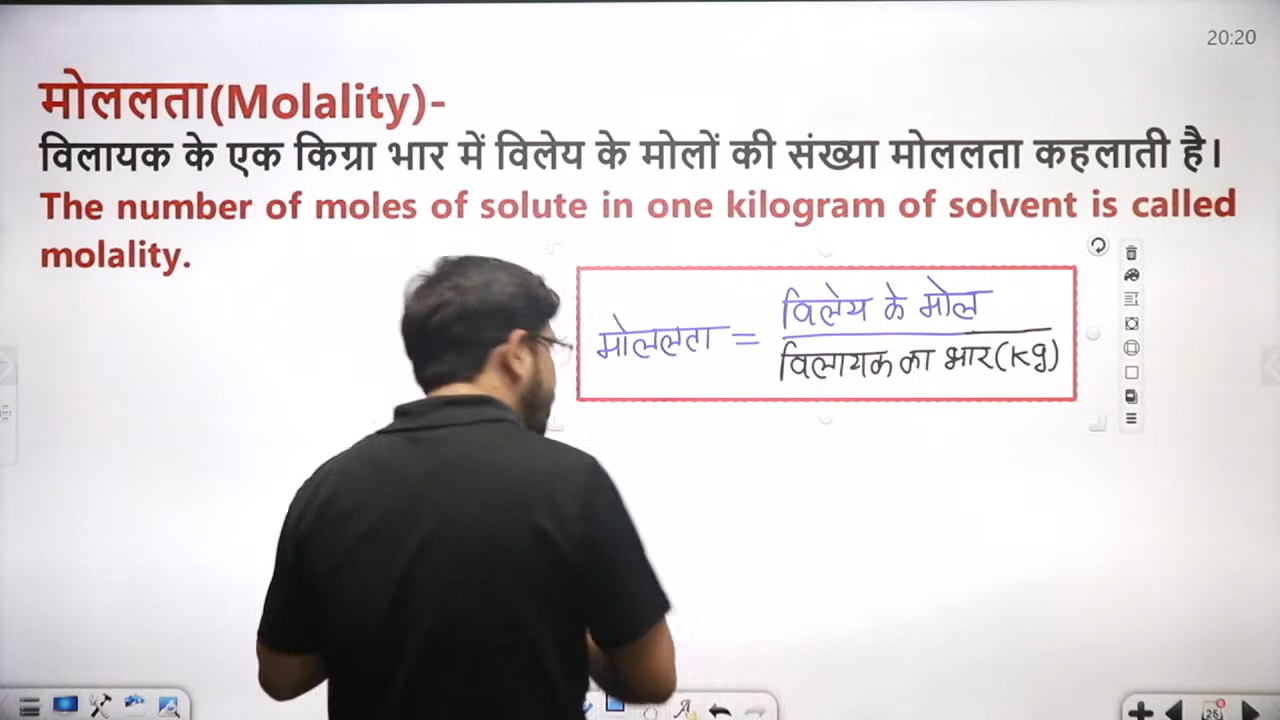 20:20
मोललता(Molality)-
विलायक के एक किग्रा भार में विलेय के मोलों की संख्या मोललता कहलाती है।
The number of moles of solute in one kilogram of solvent is called
molality.
मोललता = विलेय के मोल
विलायक का भार(Kg)
25